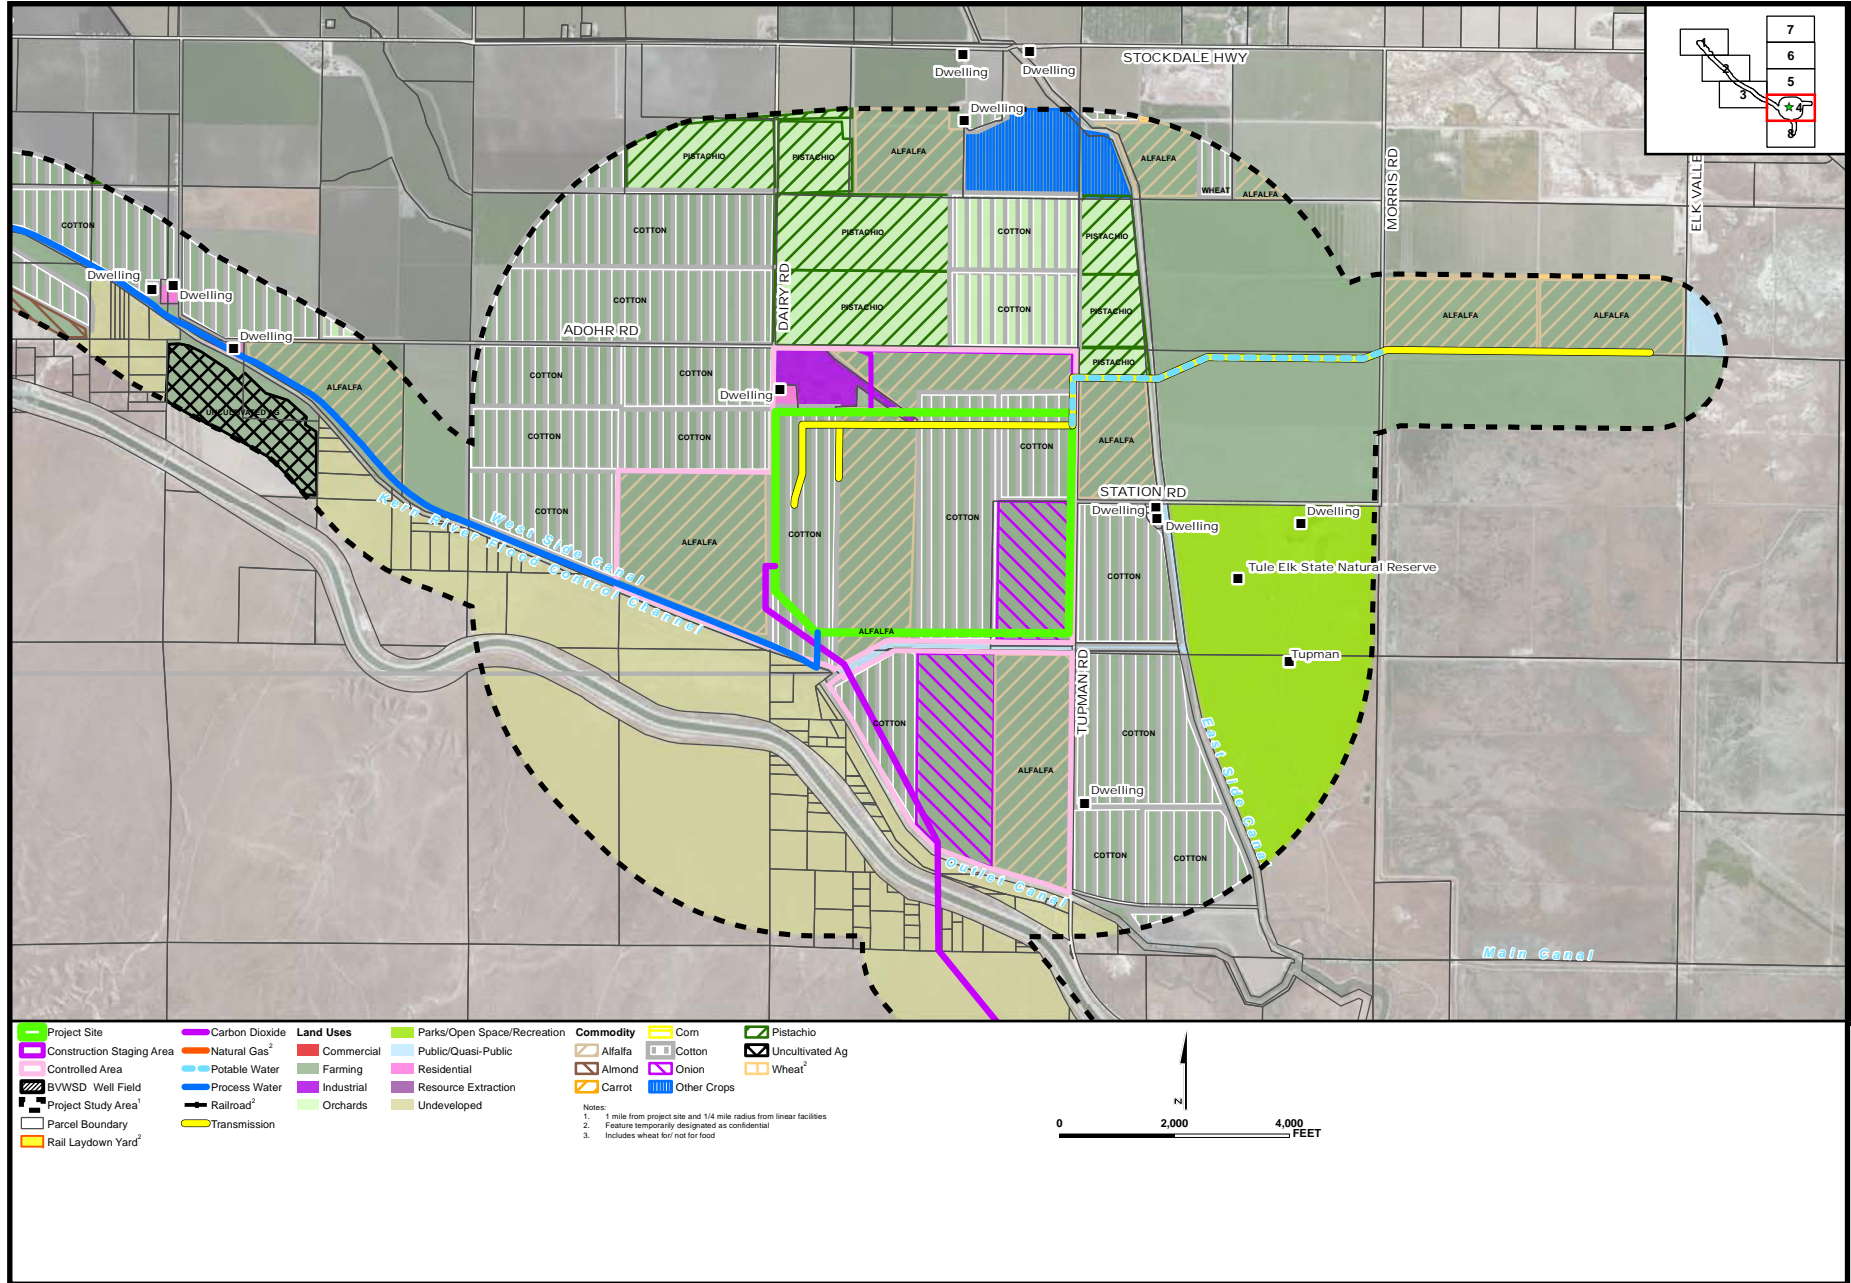 STOCKDALE HWY
Dwelling
Dwelling
Dwelling
7
6
5
4
8
1
2
3
PISTACHIO
PISTACHIO
ALFALFA
ALFALFA
WHEAT
ALFALFA
MORRIS RD
ELK VALLE
COTTON
COTTON
PISTACHIO
COTTON
PISTACHIO
Dwelling
Dwelling
COTTON
DAIRY RD
PISTACHIO
COTTON
PISTACHIO
ALFALFA
ALFALFA
ADOHR RD
Dwelling
PISTACHIO
COTTON
COTTON
ALFALFA
Dwelling
UNCULTIVATED AG
COTTON
COTTON
COTTON
ALFALFA
STATION RD
Kern River Flood Control Channel
West Side Canal
COTTON
COTTON
COTTON
Dwelling
Dwelling
Dwelling
ALFALFA
Tule Elk State Natural Reserve
COTTON
ALFALFA
Tupman
TUPMAN RD
COTTON
COTTON
East Side Canal
ALFALFA
Dwelling
COTTON
COTTON
Outlet Canal
Main Canal
Project Site
Construction Staging Area
Controlled Area
BVWSD Well Field
Project Study Area1
Parcel Boundary
Rail Laydown Yard2
Carbon Dioxide
Natural Gas2
Potable Water
Process Water
Railroad2
Transmission
Land Uses
Commercial
Farming
Industrial
Orchards
Parks/Open Space/Recreation
Public/Quasi-Public
Residential
Resource Extraction
Undeveloped
Commodity
Alfalfa
Almond
Carrot
Corn
Cotton
Onion
Other Crops
Pistachio
Uncultivated Ag
Wheat2
Notes:
1. 1 mile from project site and 1/4 mile radius from linear facilities
2. Feature temporarily designated as confidential
3. Includes wheat for/ not for food
Z
0 2,000 4,000
FEET